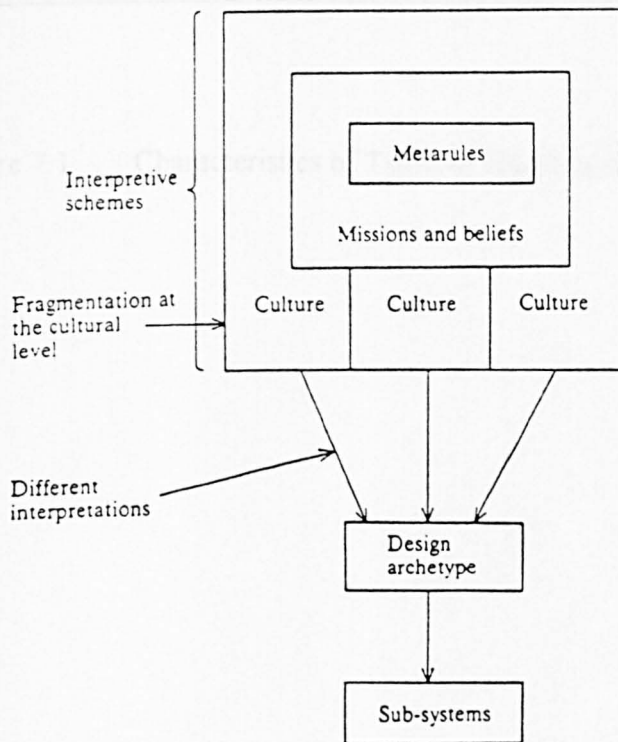 Metarules
Interpretive
schemes
Missions and beliefs
Fragmentation at
the cultural
level
Culture
Culture
Culture
Different
interpretations
Design
archetype
Sub-systems